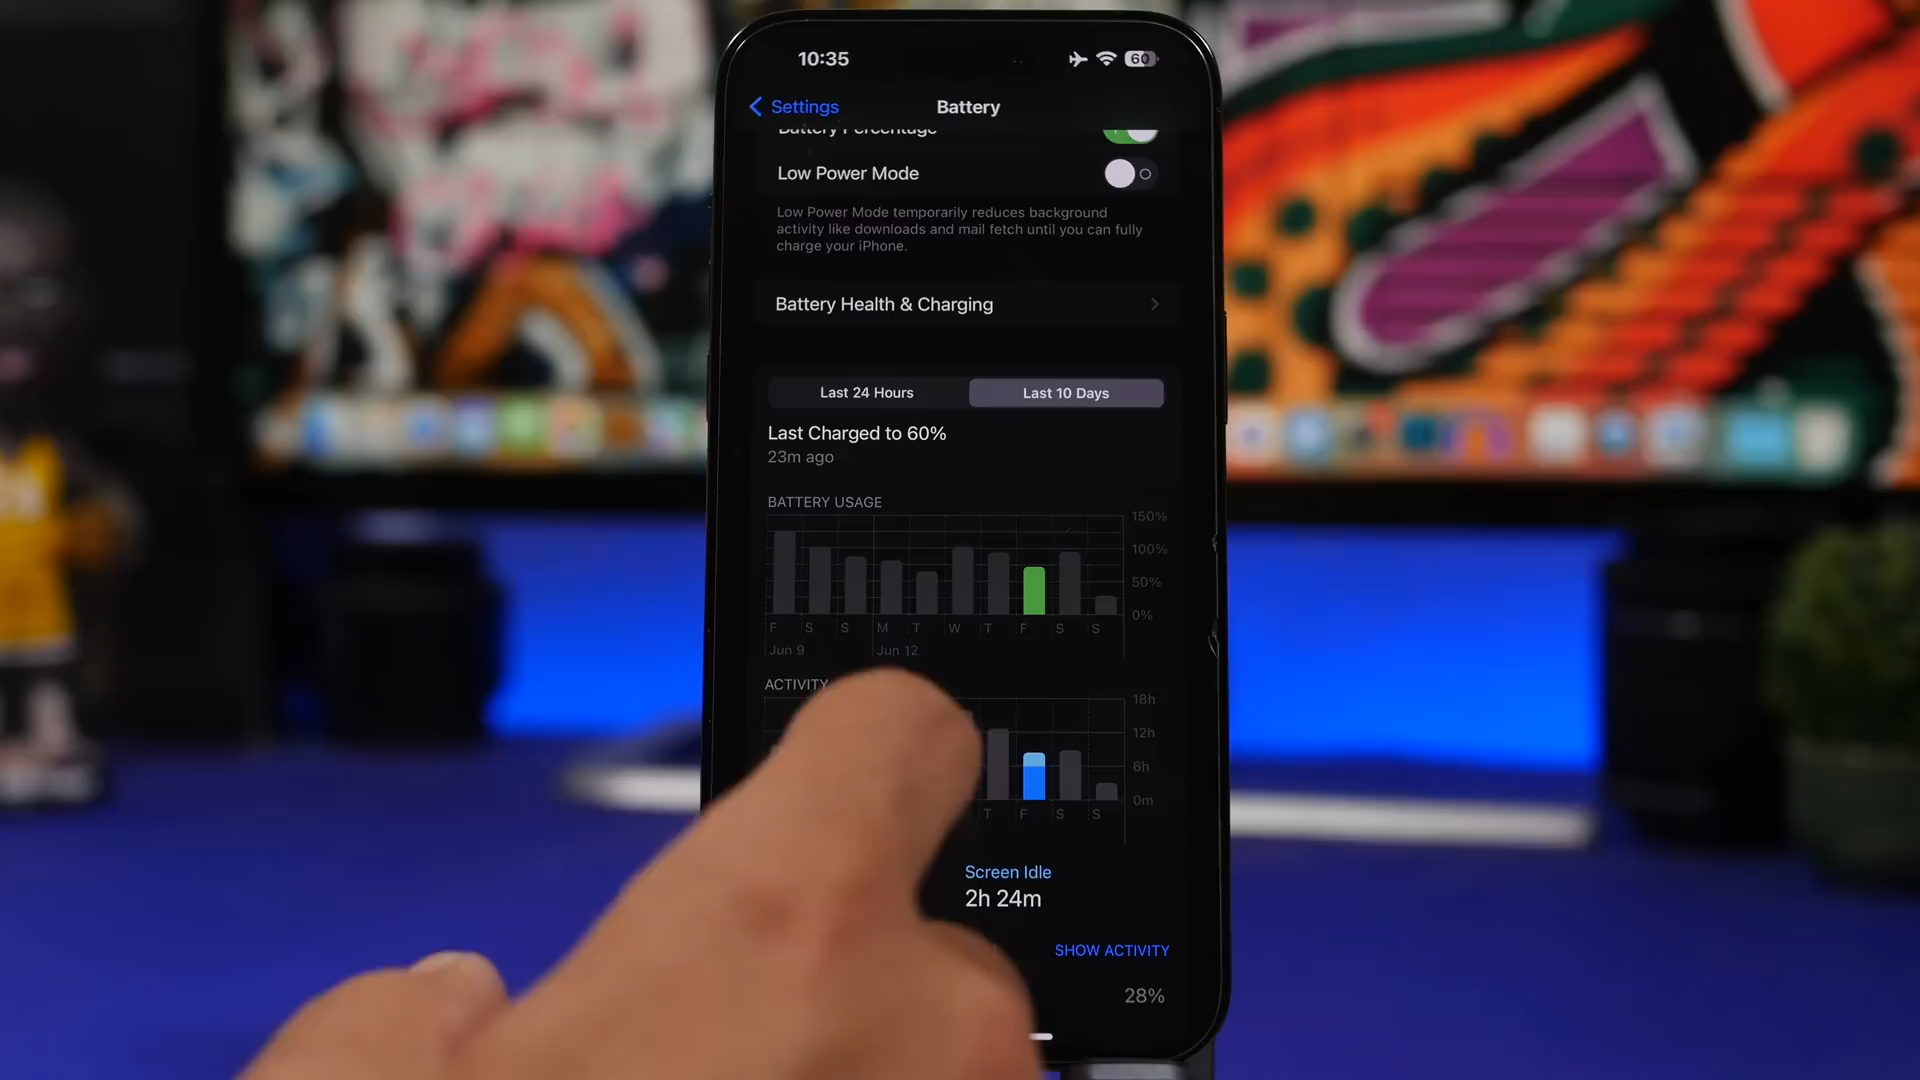 10:35
60
Settings
Battery
Battery Percentage
Low Power Mode
Low Power Mode temporarily reduces background
activity like downloads and mail fetch until you can fully
charge your iPhone.
Battery Health & Charging
Last 24 Hours
Last 10 Days
Last Charged to 60%
23m ago
BATTERY USAGE
150%
100%
50%
0%
F S S M T W T F S S
Jun 9
Jun 12
ACTIVITY
18h
12h
6h
0m
T F S S
Screen Idle
2h 24m
SHOW ACTIVITY
28%